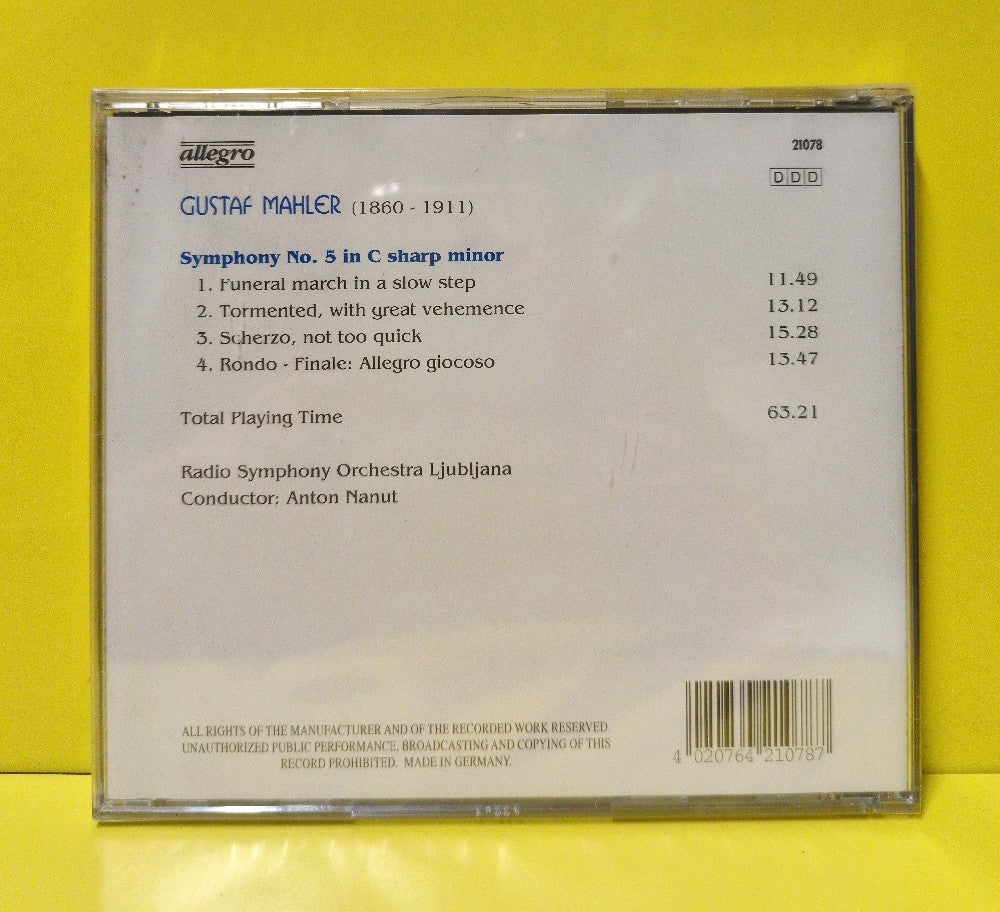 allegro
21078
DDD
GUSTAF MAHLER (1860 - 1911)
Symphony No. 5 in C sharp minor
1. Funeral march in a slow step 11.49
2. Tormented, with great vehemence 13.12
3. Scherzo, not too quick 15.28
4. Rondo - Finale: Allegro giocoso 13.47
Total Playing Time 63.21
Radio Symphony Orchestra Ljubljana
Conductor: Anton Nanut
ALL RIGHTS OF THE MANUFACTURER AND OF THE RECORDED WORK RESERVED.
UNAUTHORIZED PUBLIC PERFORMANCE, BROADCASTING AND COPYING OF THIS
RECORD PROHIBITED. MADE IN GERMANY.
4 020764 210787